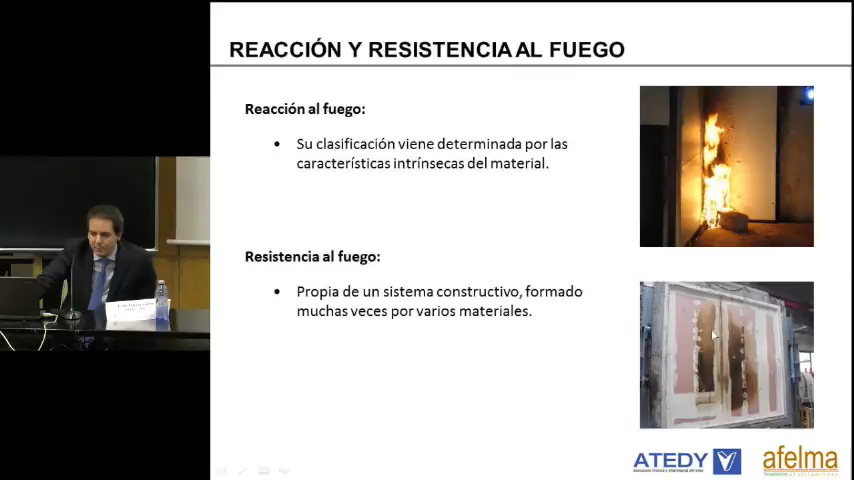 REACCIÓN Y RESISTENCIA AL FUEGO
Reacción al fuego:
• Su clasificación viene determinada por las
características intrínsecas del material.
Resistencia al fuego:
• Propia de un sistema constructivo, formado
muchas veces por varios materiales.
ATEDY
afelma